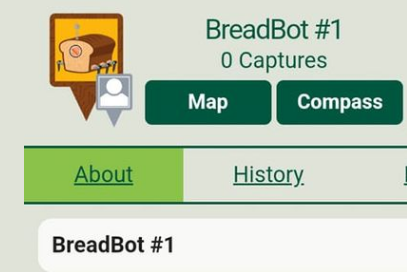 BreadBot #1
0 Captures
Map Compass
About History
BreadBot #1